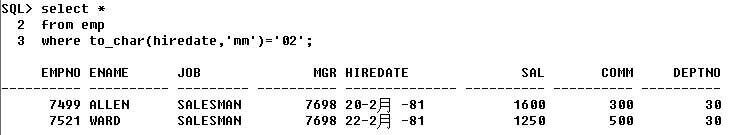 SQL> select *
  2  from emp
  3  where to_char(hiredate,'mm')='02';
     EMPNO ENAME      JOB              MGR HIREDATE              SAL       COMM     DEPTNO
---------- ---------- --------- ---------- -------------- ---------- ---------- ----------
      7499 ALLEN      SALESMAN        7698 20-2月 -81           1600        300         30
      7521 WARD       SALESMAN        7698 22-2月 -81           1250        500         30